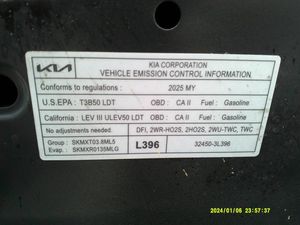 KIA
KIA CORPORATION
VEHICLE EMISSION CONTROL INFORMATION
Conforms to regulations : 2025 MY
U.S.EPA : T3B50 LDT OBD : CA II Fuel : Gasoline
California : LEV III ULEV50 LDT OBD : CA II Fuel : Gasoline
No adjustments needed. DFI, 2WR-HO2S, 2HO2S, 2WU-TWC, TWC
Group : SKMXT03.8ML5 L396 32450-3L396
Evap. : SKMXR0135MLG
2024/01/06 23:57:37